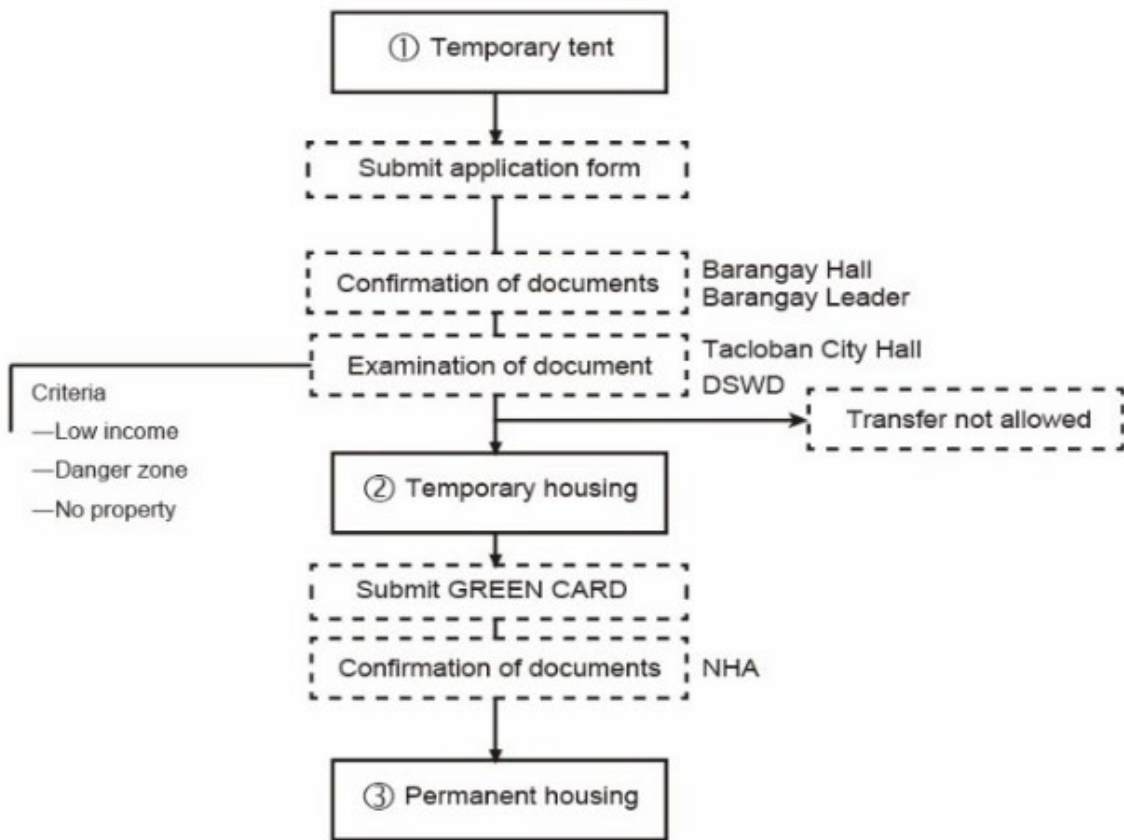 ① Temporary tent
Submit application form
Confirmation of documents
Barangay Hall
Barangay Leader
Examination of document
Tacloban City Hall
DSWD
Criteria
—Low income
—Danger zone
—No property
Transfer not allowed
② Temporary housing
Submit GREEN CARD
Confirmation of documents
NHA
③ Permanent housing